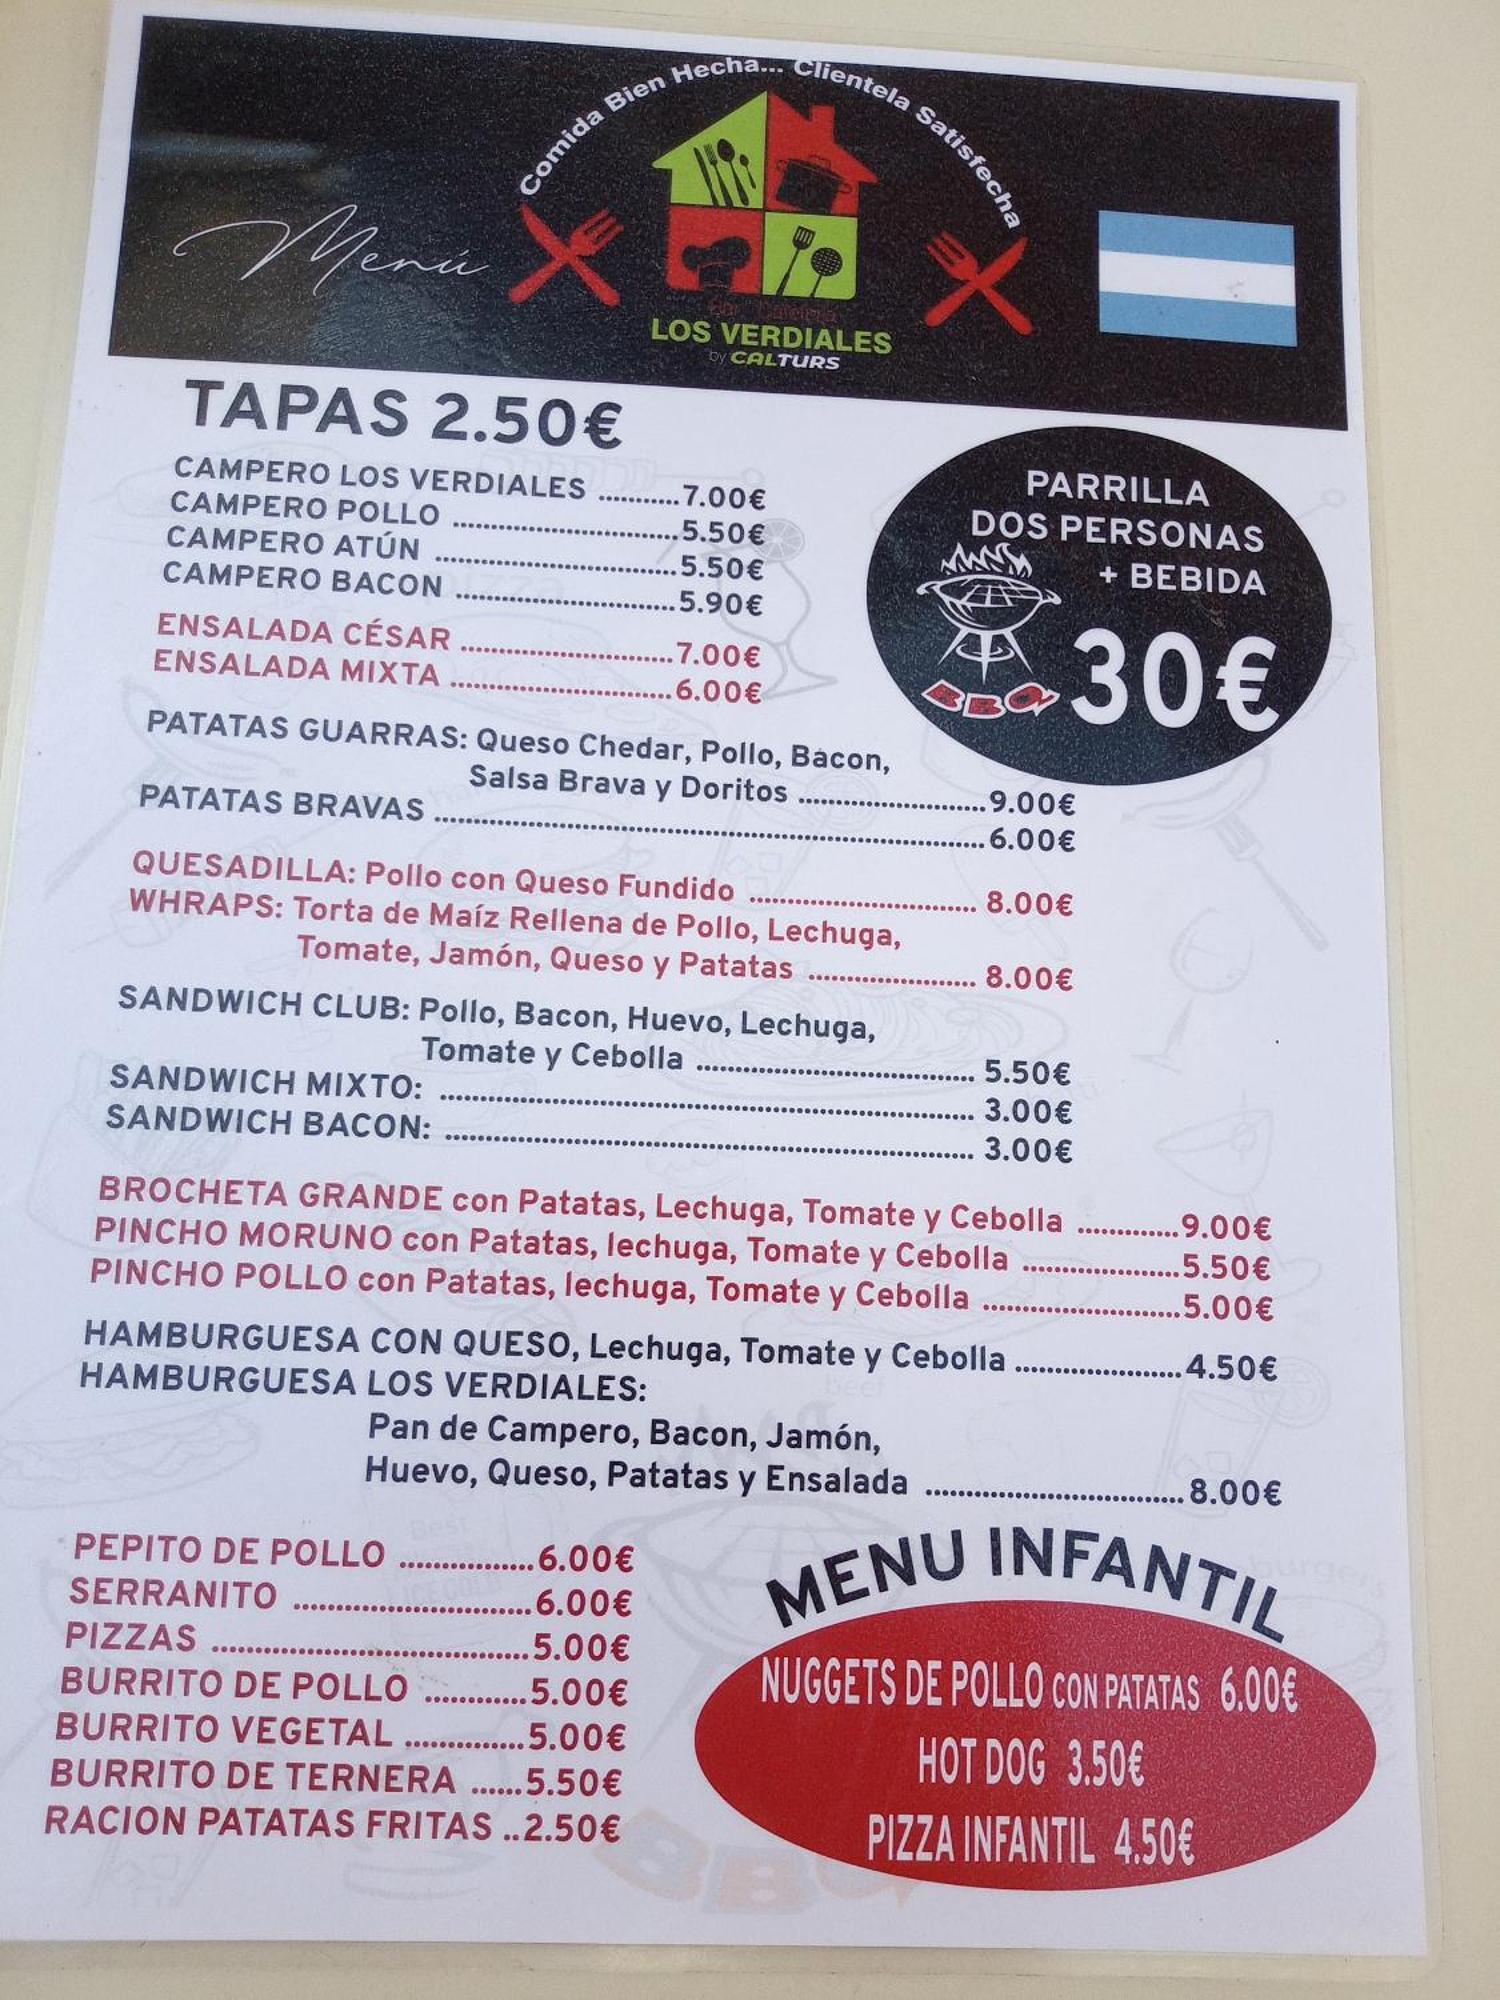 Comida Bien Hecha... Clientela Satisfecha
Menú
LOS VERDIALES
by CALTURS
TAPAS 2.50€
CAMPERO LOS VERDIALES ...........7.00€
CAMPERO POLLO ...............................5.50€
CAMPERO ATÚN .................................5.50€
CAMPERO BACON ..............................5.90€
ENSALADA CÉSAR .............................7.00€
ENSALADA MIXTA ..............................6.00€
PARRILLA
DOS PERSONAS
+ BEBIDA
30€
BBQ
PATATAS GUARRAS: Queso Chedar, Pollo, Bacon,
Salsa Brava y Doritos ..........................9.00€
PATATAS BRAVAS ............................................................................6.00€
QUESADILLA: Pollo con Queso Fundido ............................... 8.00€
WHRAPS: Torta de Maíz Rellena de Pollo, Lechuga,
Tomate, Jamón, Queso y Patatas ....................... 8.00€
SANDWICH CLUB: Pollo, Bacon, Huevo, Lechuga,
Tomate y Cebolla ...................................... 5.50€
SANDWICH MIXTO: ......................................................................... 3.00€
SANDWICH BACON: ........................................................................ 3.00€
BROCHETA GRANDE con Patatas, Lechuga, Tomate y Cebolla ..............9.00€
PINCHO MORUNO con Patatas, lechuga, Tomate y Cebolla ......................5.50€
PINCHO POLLO con Patatas, lechuga, Tomate y Cebolla ...........................5.00€
HAMBURGUESA CON QUESO, Lechuga, Tomate y Cebolla .......................4.50€
HAMBURGUESA LOS VERDIALES:
Pan de Campero, Bacon, Jamón,
Huevo, Queso, Patatas y Ensalada ...................................8.00€
PEPITO DE POLLO ..................6.00€
SERRANITO ................................6.00€
PIZZAS ...........................................5.00€
BURRITO DE POLLO .............5.00€
BURRITO VEGETAL ...............5.00€
BURRITO DE TERNERA ......5.50€
RACION PATATAS FRITAS ..2.50€
MENU INFANTIL
NUGGETS DE POLLO CON PATATAS 6.00€
HOT DOG 3.50€
PIZZA INFANTIL 4.50€